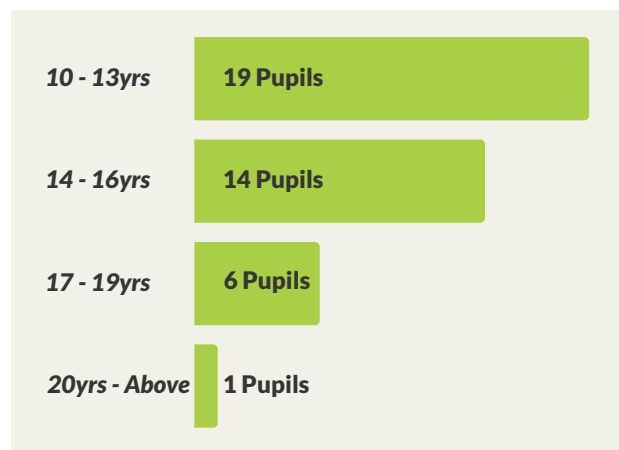 10 - 13yrs 19 Pupils
14 - 16yrs 14 Pupils
17 - 19yrs 6 Pupils
20yrs - Above 1 Pupils